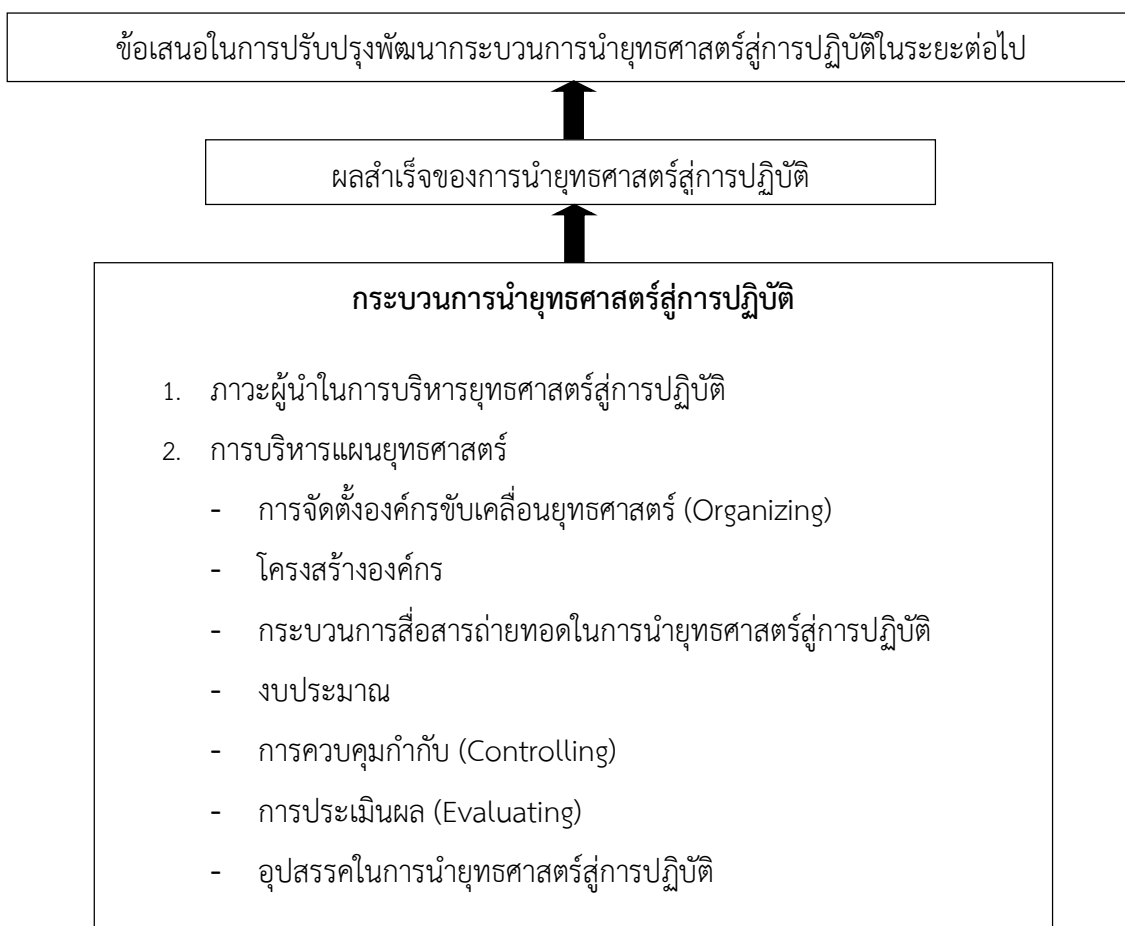 ข้อเสนอในการปรับปรุงพัฒนากระบวนการนำยุทธศาสตร์สู่การปฏิบัติในระยะต่อไป
ผลสำเร็จของการนำยุทธศาสตร์สู่การปฏิบัติ
กระบวนการนำยุทธศาสตร์สู่การปฏิบัติ
1. ภาวะผู้นำในการบริหารยุทธศาสตร์สู่การปฏิบัติ
2. การบริหารแผนยุทธศาสตร์
- การจัดตั้งองค์กรขับเคลื่อนยุทธศาสตร์ (Organizing)
- โครงสร้างองค์กร
- กระบวนการสื่อสารถ่ายทอดในการนำยุทธศาสตร์สู่การปฏิบัติ
- งบประมาณ
- การควบคุมกำกับ (Controlling)
- การประเมินผล (Evaluating)
- อุปสรรคในการนำยุทธศาสตร์สู่การปฏิบัติ